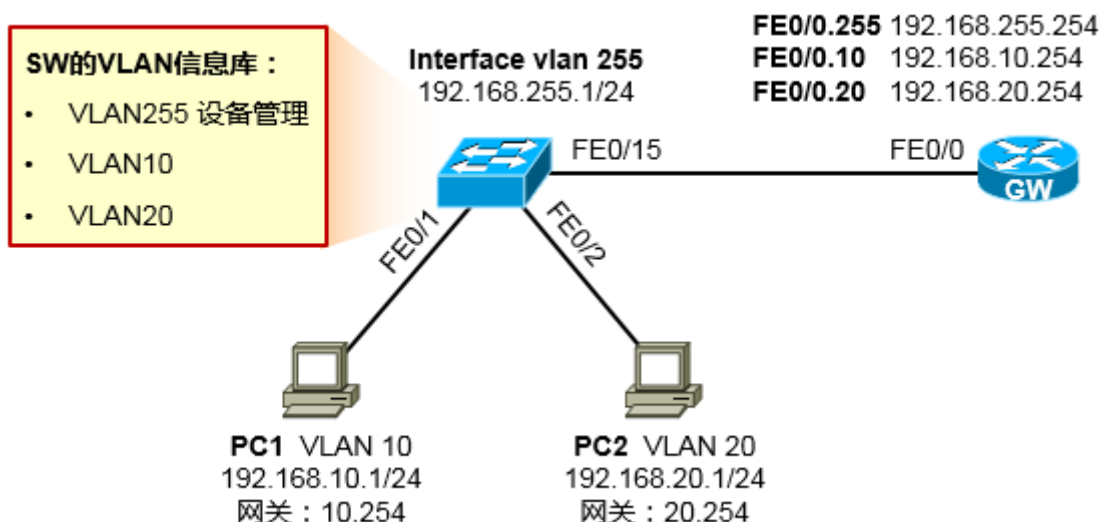 SW的VLAN信息库：
• VLAN255 设备管理
• VLAN10
• VLAN20
Interface vlan 255
192.168.255.1/24
FE0/0.255 192.168.255.254
FE0/0.10 192.168.10.254
FE0/0.20 192.168.20.254
FE0/15
FE0/0
GW
FE0/1
FE0/2
PC1 VLAN 10
192.168.10.1/24
网关：10.254
PC2 VLAN 20
192.168.20.1/24
网关：20.254